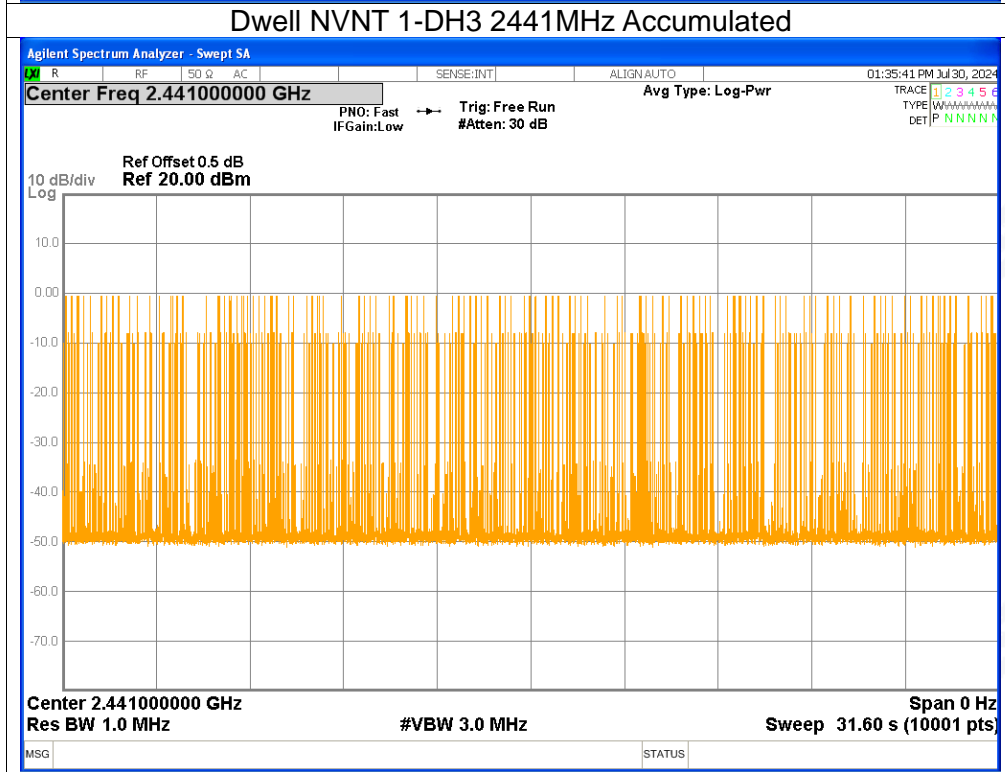 Dwell NVNT 1-DH3 2441MHz Accumulated
Agilent Spectrum Analyzer - Swept SA
LXI R RF 50 Ω AC SENSE:INT ALIGN AUTO 01:35:41 PM Jul 30, 2024
Center Freq 2.441000000 GHz Avg Type: Log-Pwr TRACE 1 2 3 4 5 6
PNO: Fast Trig: Free Run TYPE
IFGain:Low #Atten: 30 dB DET P N N N N N
Ref Offset 0.5 dB
10 dB/div Ref 20.00 dBm
Log
10.0
0.00
-10.0
-20.0
-30.0
-40.0
-50.0
-60.0
-70.0
Center 2.441000000 GHz Span 0 Hz
Res BW 1.0 MHz #VBW 3.0 MHz Sweep 31.60 s (10001 pts)
MSG STATUS